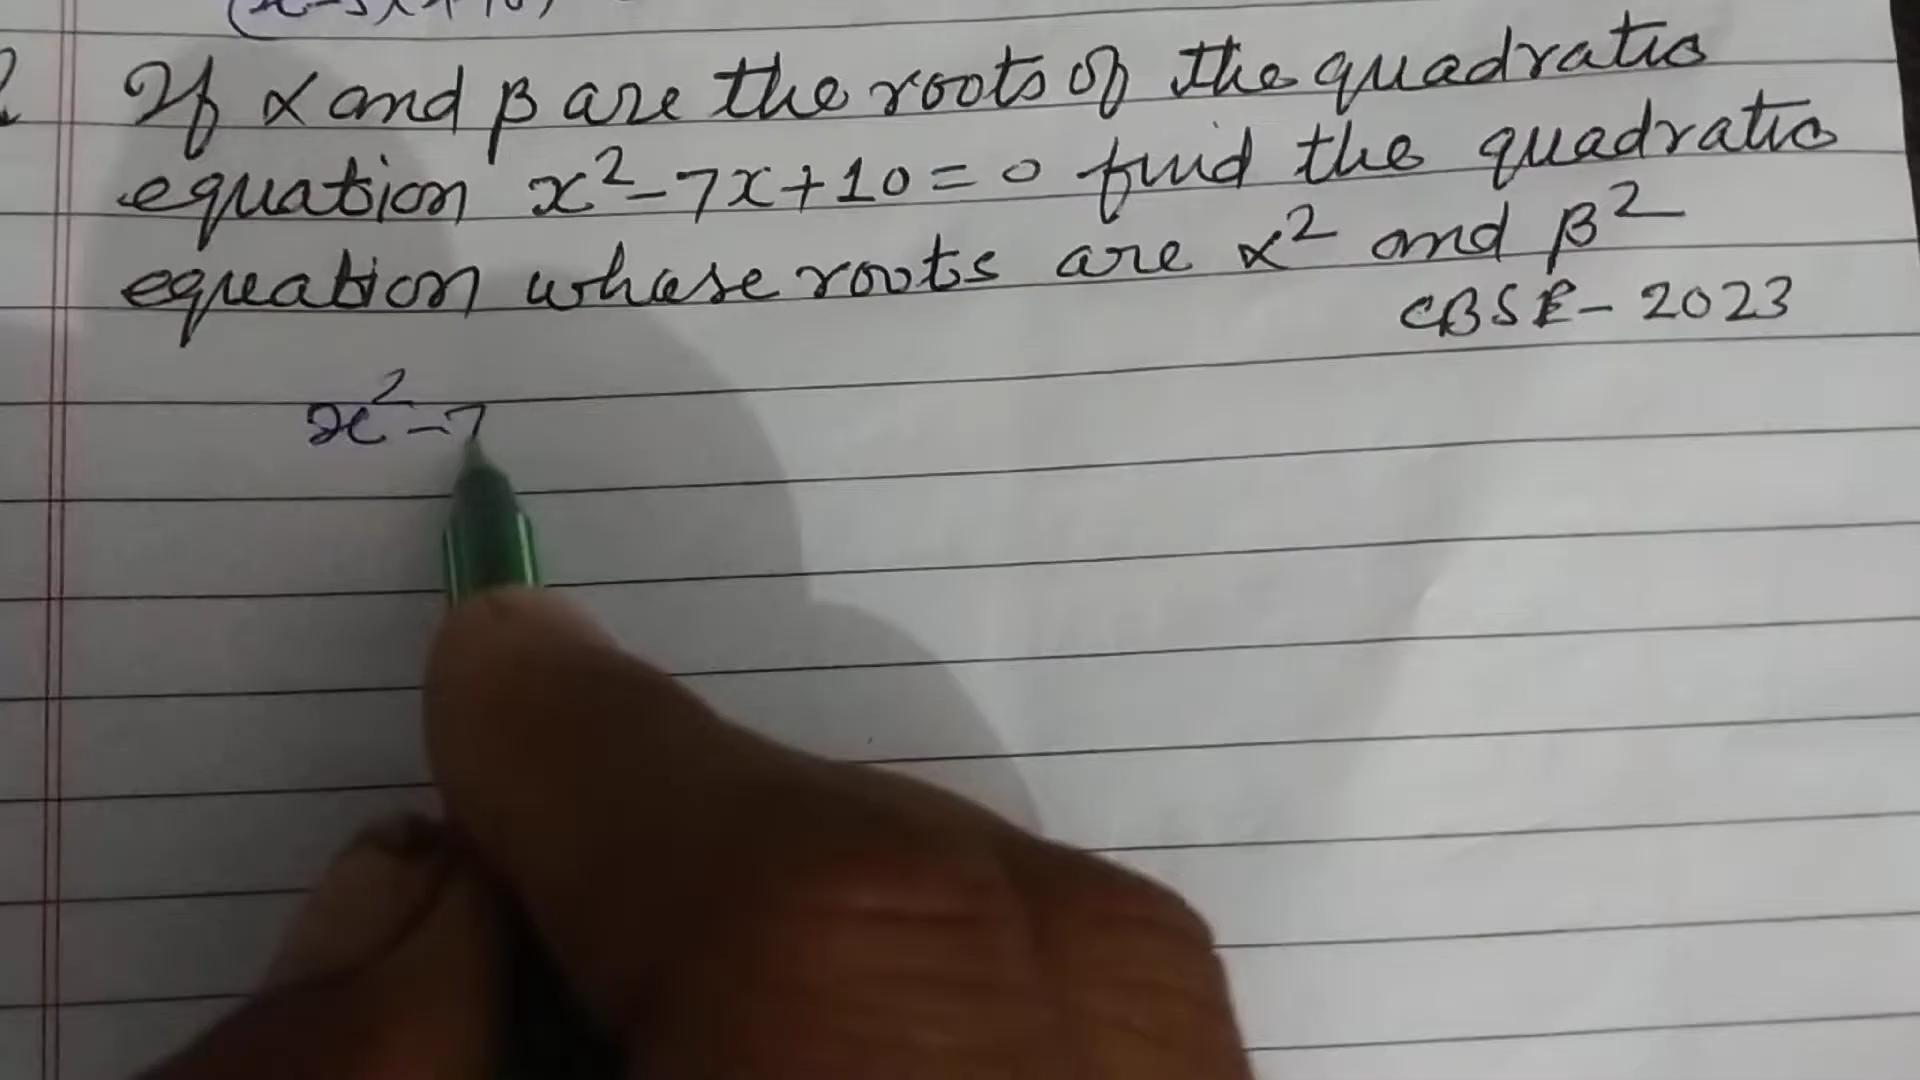 If α and β are the roots of the quadratic
equation x² - 7x + 10 = 0 find the quadratic
equation whose roots are α² and β²
CBSE - 2023
x² - 7